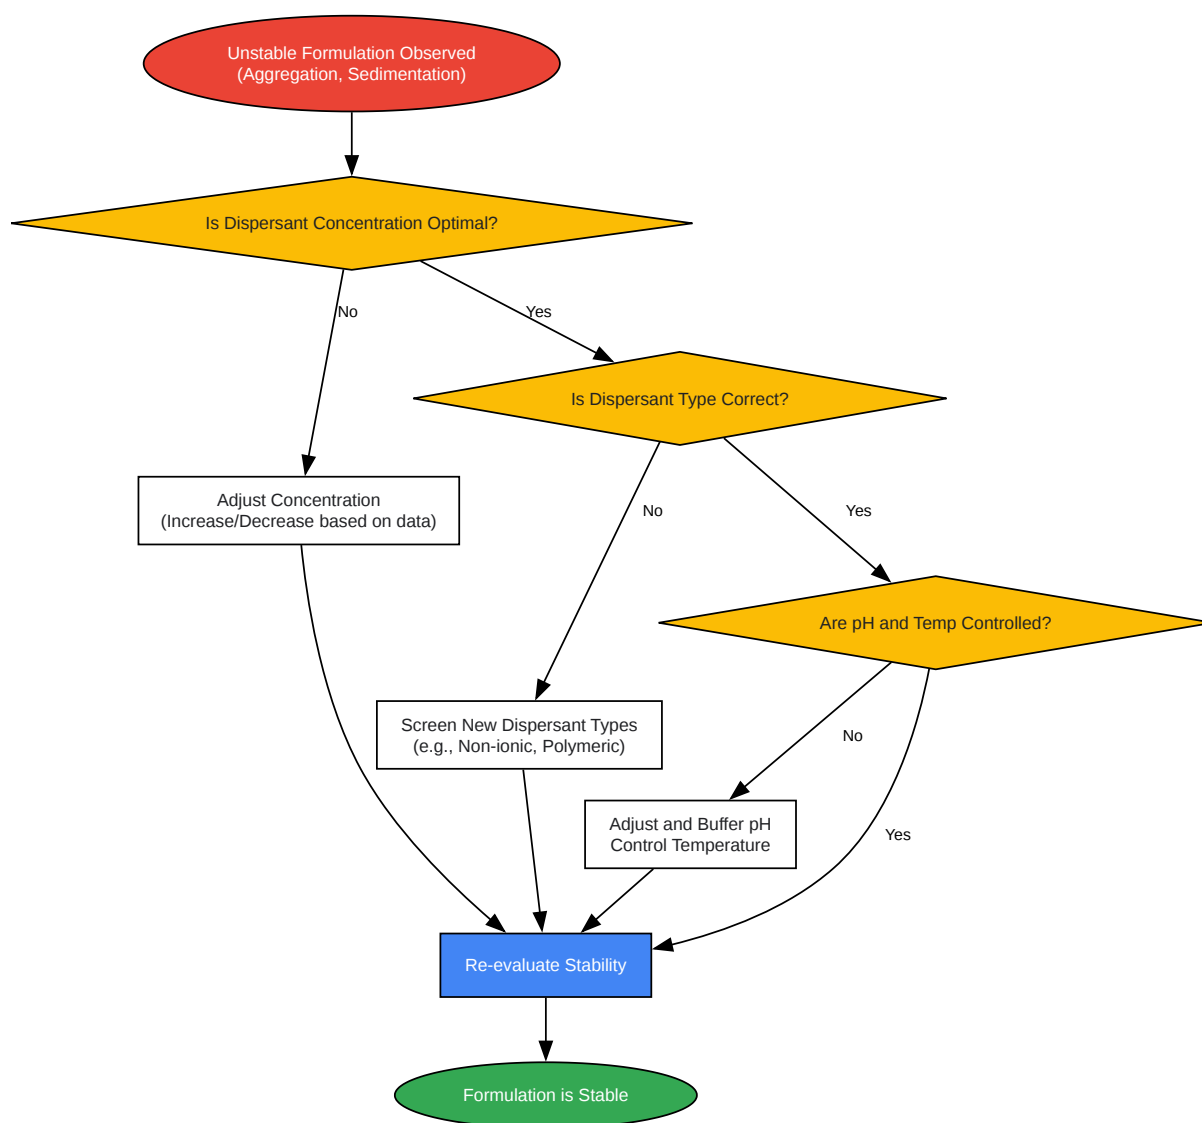 Unstable Formulation Observed
(Aggregation, Sedimentation)
Is Dispersant Concentration Optimal?
No
Yes
Is Dispersant Type Correct?
Adjust Concentration
(Increase/Decrease based on data)
No
Yes
Are pH and Temp Controlled?
Screen New Dispersant Types
(e.g., Non-ionic, Polymeric)
No
Adjust and Buffer pH
Control Temperature
Yes
Re-evaluate Stability
Formulation is Stable